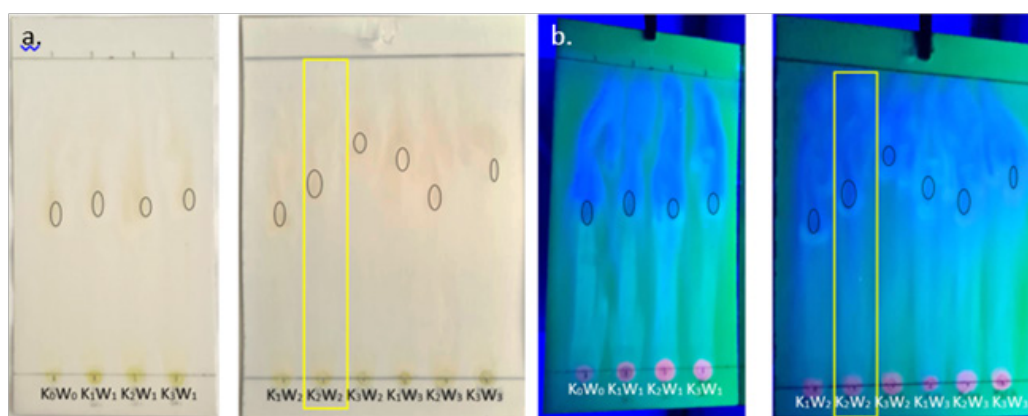 a.
b.
K₀W₀ K₁W₁ K₂W₁ K₃W₁
K₁W₂ K₂W₂ K₃W₂ K₁W₃ K₂W₃ K₃W₃
K₀W₀ K₁W₁ K₂W₁ K₃W₁
K₁W₂ K₂W₂ K₃W₂ K₁W₃ K₂W₃ K₃W₃